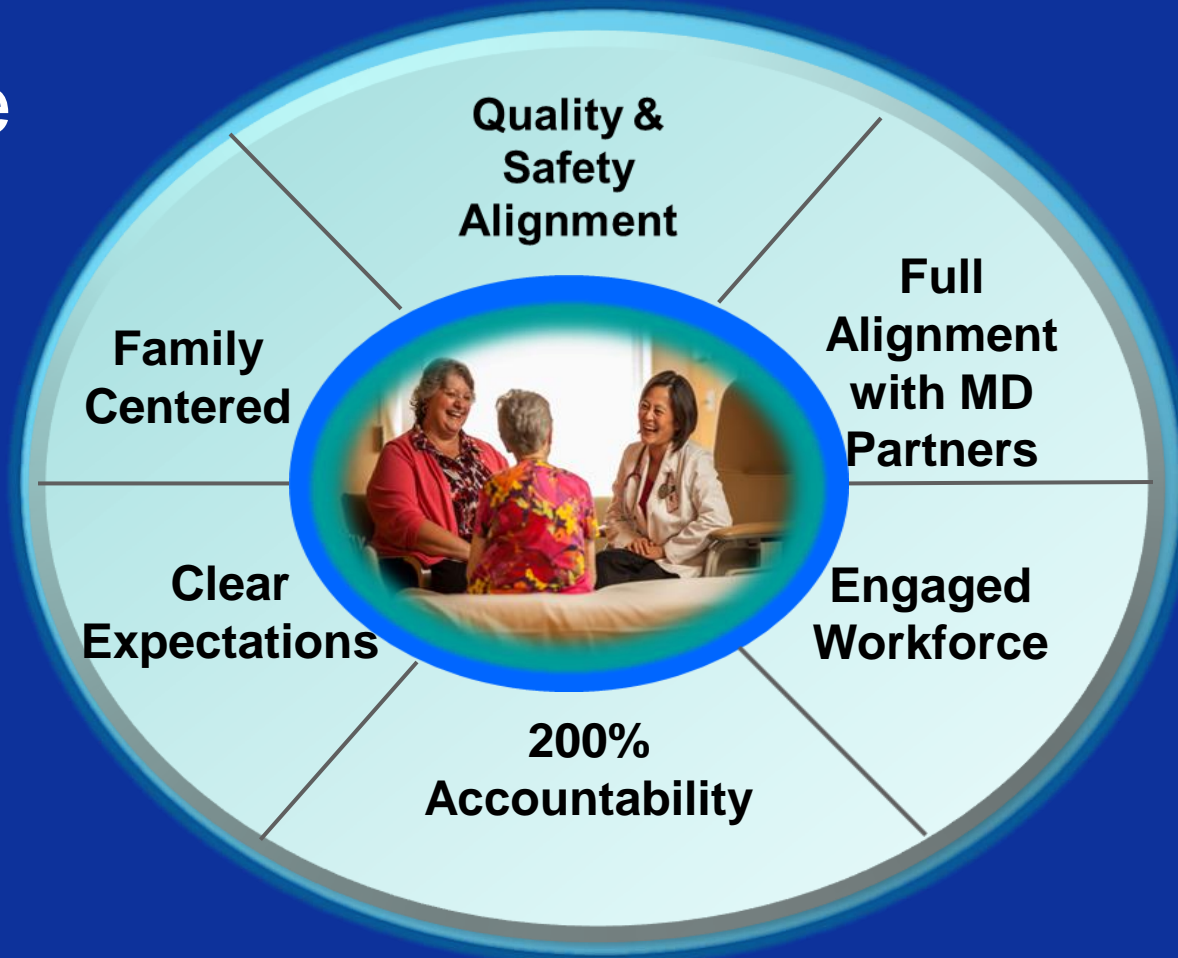 Quality &
Safety
Alignment
Full
Alignment
with MD
Partners
Family
Centered
Clear
Expectations
Engaged
Workforce
200%
Accountability